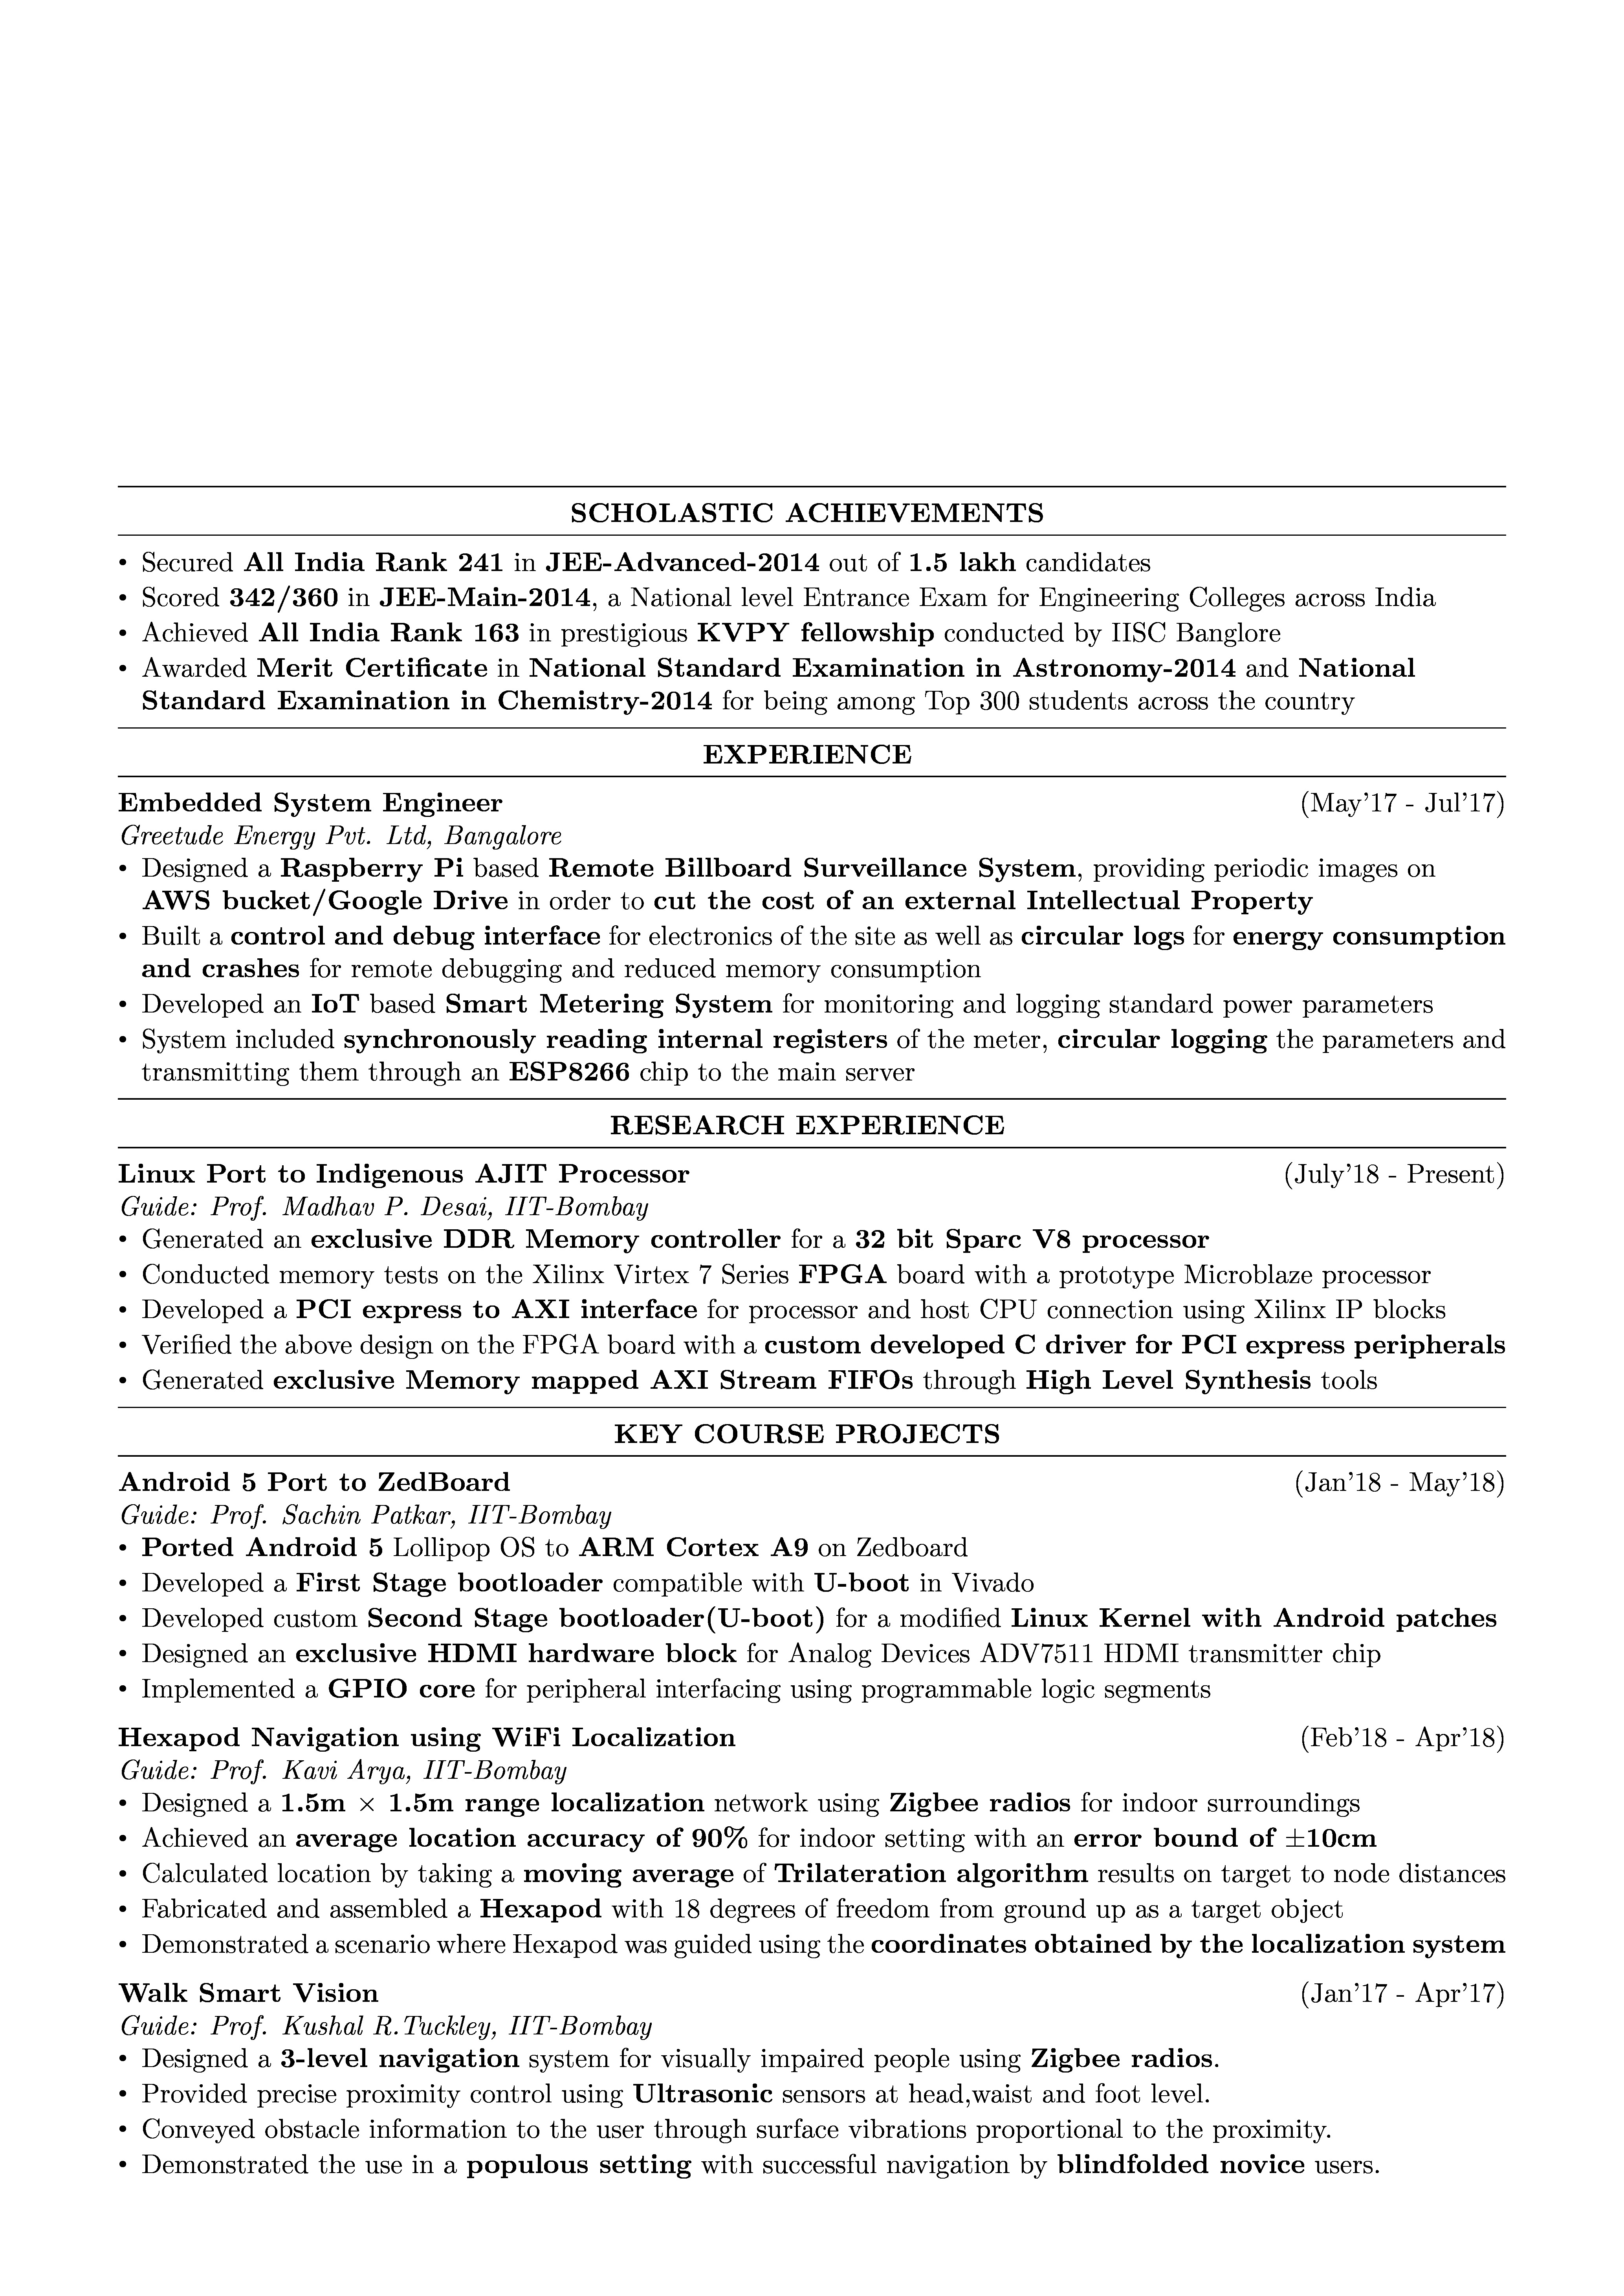 SCHOLASTIC ACHIEVEMENTS
• Secured All India Rank 241 in JEE-Advanced-2014 out of 1.5 lakh candidates
• Scored 342/360 in JEE-Main-2014, a National level Entrance Exam for Engineering Colleges across India
• Achieved All India Rank 163 in prestigious KVPY fellowship conducted by IISC Banglore
• Awarded Merit Certificate in National Standard Examination in Astronomy-2014 and National
Standard Examination in Chemistry-2014 for being among Top 300 students across the country
EXPERIENCE
Embedded System Engineer (May'17 - Jul'17)
Greetude Energy Pvt. Ltd, Bangalore
• Designed a Raspberry Pi based Remote Billboard Surveillance System, providing periodic images on
AWS bucket/Google Drive in order to cut the cost of an external Intellectual Property
• Built a control and debug interface for electronics of the site as well as circular logs for energy consumption
and crashes for remote debugging and reduced memory consumption
• Developed an IoT based Smart Metering System for monitoring and logging standard power parameters
• System included synchronously reading internal registers of the meter, circular logging the parameters and
transmitting them through an ESP8266 chip to the main server
RESEARCH EXPERIENCE
Linux Port to Indigenous AJIT Processor (July'18 - Present)
Guide: Prof. Madhav P. Desai, IIT-Bombay
• Generated an exclusive DDR Memory controller for a 32 bit Sparc V8 processor
• Conducted memory tests on the Xilinx Virtex 7 Series FPGA board with a prototype Microblaze processor
• Developed a PCI express to AXI interface for processor and host CPU connection using Xilinx IP blocks
• Verified the above design on the FPGA board with a custom developed C driver for PCI express peripherals
• Generated exclusive Memory mapped AXI Stream FIFOs through High Level Synthesis tools
KEY COURSE PROJECTS
Android 5 Port to ZedBoard (Jan'18 - May'18)
Guide: Prof. Sachin Patkar, IIT-Bombay
• Ported Android 5 Lollipop OS to ARM Cortex A9 on Zedboard
• Developed a First Stage bootloader compatible with U-boot in Vivado
• Developed custom Second Stage bootloader(U-boot) for a modified Linux Kernel with Android patches
• Designed an exclusive HDMI hardware block for Analog Devices ADV7511 HDMI transmitter chip
• Implemented a GPIO core for peripheral interfacing using programmable logic segments
Hexapod Navigation using WiFi Localization (Feb'18 - Apr'18)
Guide: Prof. Kavi Arya, IIT-Bombay
• Designed a 1.5m × 1.5m range localization network using Zigbee radios for indoor surroundings
• Achieved an average location accuracy of 90% for indoor setting with an error bound of ±10cm
• Calculated location by taking a moving average of Trilateration algorithm results on target to node distances
• Fabricated and assembled a Hexapod with 18 degrees of freedom from ground up as a target object
• Demonstrated a scenario where Hexapod was guided using the coordinates obtained by the localization system
Walk Smart Vision (Jan'17 - Apr'17)
Guide: Prof. Kushal R.Tuckley, IIT-Bombay
• Designed a 3-level navigation system for visually impaired people using Zigbee radios.
• Provided precise proximity control using Ultrasonic sensors at head,waist and foot level.
• Conveyed obstacle information to the user through surface vibrations proportional to the proximity.
• Demonstrated the use in a populous setting with successful navigation by blindfolded novice users.